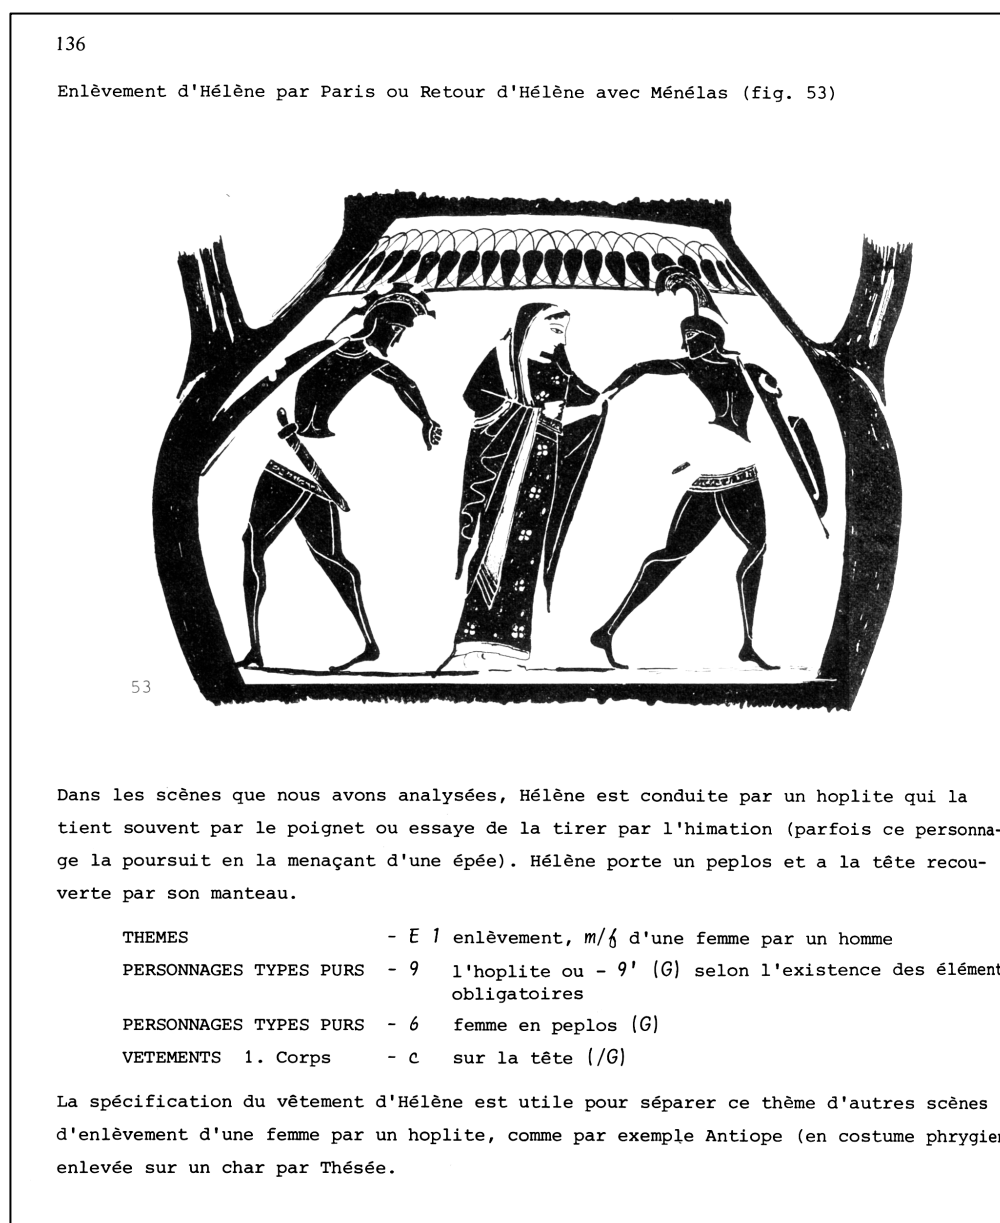 136
Enlèvement d'Hélène par Paris ou Retour d'Hélène avec Ménélas (fig. 53)
53
Dans les scènes que nous avons analysées, Hélène est conduite par un hoplite qui la
tient souvent par le poignet ou essaye de la tirer par l'himation (parfois ce personna-
ge la poursuit en la menaçant d'une épée). Hélène porte un peplos et a la tête recou-
verte par son manteau.
THEMES - E 1 enlèvement, m/f d'une femme par un homme
PERSONNAGES TYPES PURS - 9 l'hoplite ou - 9' (G) selon l'existence des élément
obligatoires
PERSONNAGES TYPES PURS - 6 femme en peplos (G)
VETEMENTS 1. Corps - c sur la tête (/G)
La spécification du vêtement d'Hélène est utile pour séparer ce thème d'autres scènes
d'enlèvement d'une femme par un hoplite, comme par exemple Antiope (en costume phrygien
enlevée sur un char par Thésée.